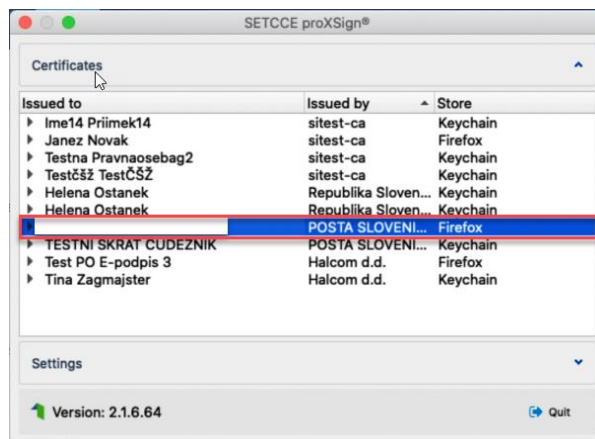 SETCCE proXSign®
Certificates
Issued to Issued by Store
Ime14 Priimek14 sitest-ca Keychain
Janez Novak sitest-ca Firefox
Testna Pravnaosebag2 sitest-ca Keychain
Testčšž TestČŠŽ sitest-ca Keychain
Helena Ostanek Republika Sloven... Keychain
Helena Ostanek Republika Sloven... Keychain
POSTA SLOVENI... Firefox
TESTNI SKRAT CUDEZNIK POSTA SLOVENI... Keychain
Test PO E-podpis 3 Halcom d.d. Firefox
Tina Zagmajster Halcom d.d. Keychain
Settings
Version: 2.1.6.64 Quit